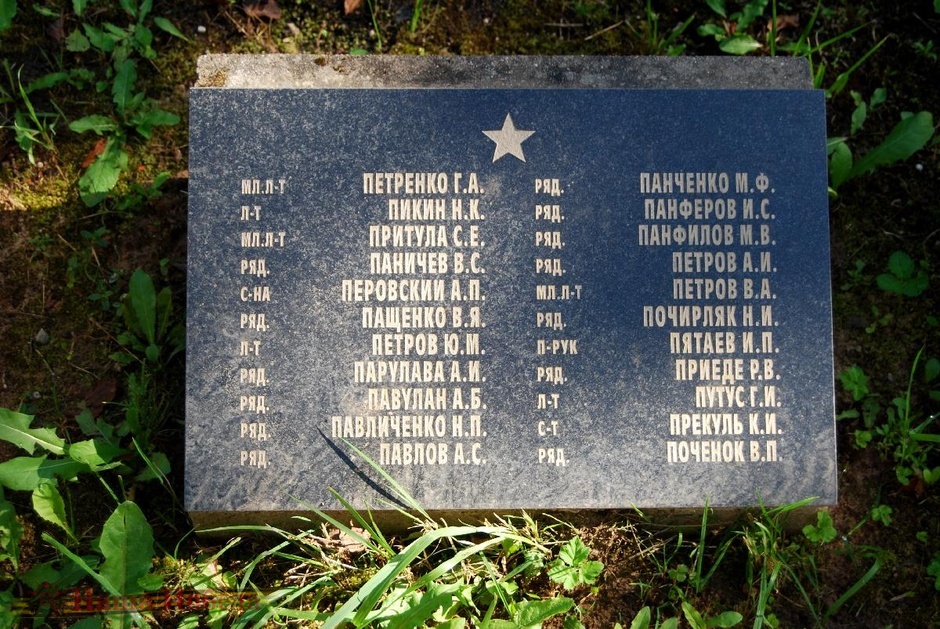 МЛ.Л-Т ПЕТРЕНКО Г.А.
Л-Т ПИКИН Н.К.
МЛ.Л-Т ПРИТУЛА С.Е.
РЯД. ПАНИЧЕВ В.С.
С-НА ПЕРОВСКИЙ А.П.
РЯД. ПАЩЕНКО В.Я.
Л-Т ПЕТРОВ Ю.М.
РЯД. ПАРУЛАВА А.И.
РЯД. ПАВУЛАН А.Б.
РЯД. ПАВЛИЧЕНКО Н.П.
РЯД. ПАВЛОВ А.С.
РЯД. ПАНЧЕНКО М.Ф.
РЯД. ПАНФЕРОВ И.С.
РЯД. ПАНФИЛОВ М.В.
РЯД. ПЕТРОВ А.И.
МЛ.Л-Т ПЕТРОВ В.А.
РЯД. ПОЧИРЛЯК Н.И.
П-РУК ПЯТАЕВ И.П.
РЯД. ПРИЕДЕ Р.В.
Л-Т ПУТУС Г.И.
С-Т ПРЕКУЛЬ К.И.
РЯД. ПОЧЕНОК В.П.